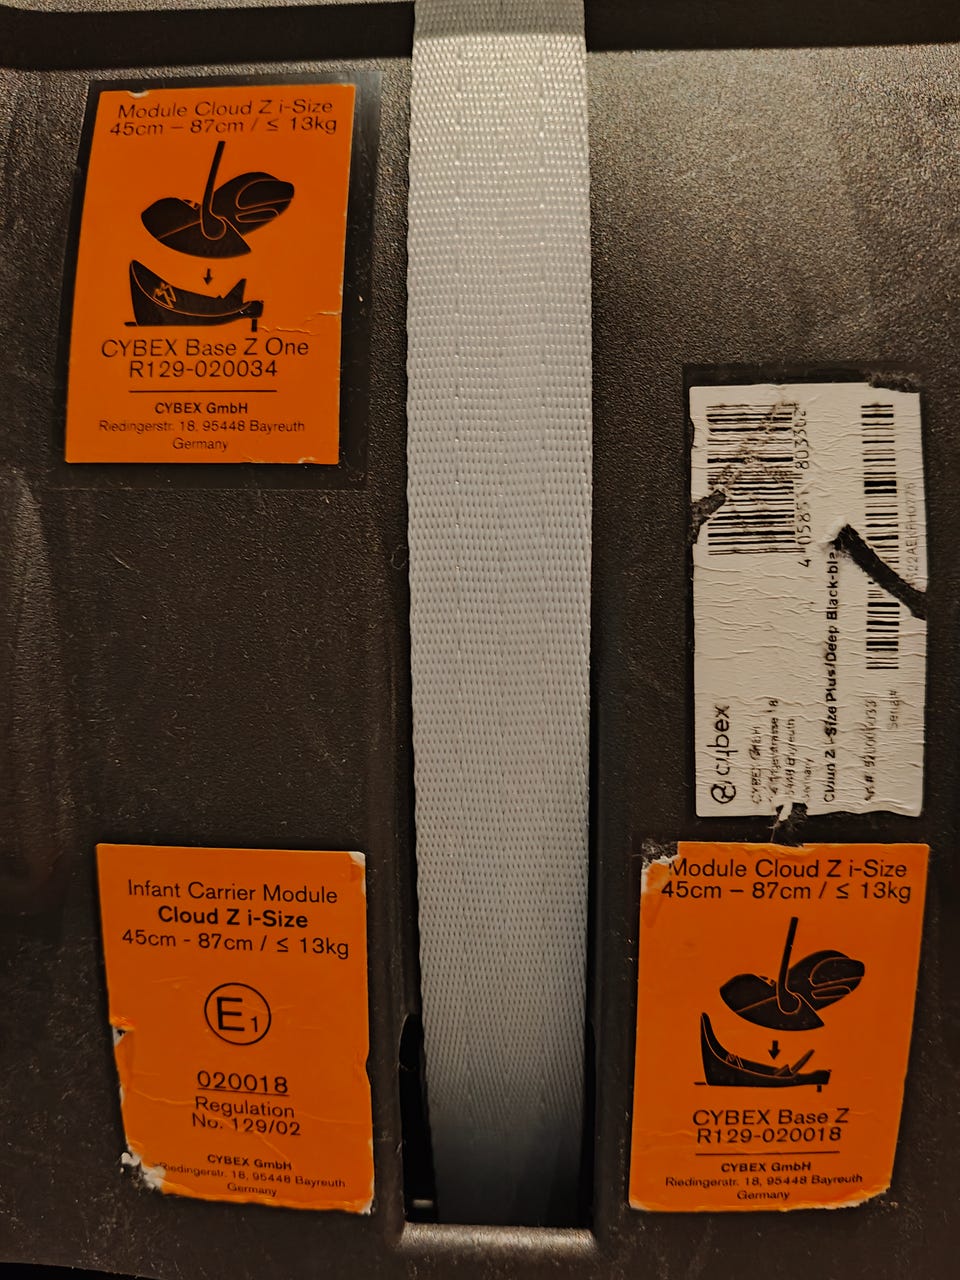 Module Cloud Z i-Size
45cm – 87cm / ≤ 13kg
CYBEX Base Z One
R129-020034
CYBEX GmbH
Riedingerstr. 18, 95448 Bayreuth
Germany
cybex
CYBEX GmbH
Z i-Size Plus/Deep Black-bla
Serial#
Infant Carrier Module
Cloud Z i-Size
45cm - 87cm / ≤ 13kg
E1
020018
Regulation
No. 129/02
CYBEX GmbH
Riedingerstr. 18, 95448 Bayreuth
Germany
Module Cloud Z i-Size
45cm – 87cm / ≤ 13kg
CYBEX Base Z
R129-020018
CYBEX GmbH
Riedingerstr. 18, 95448 Bayreuth
Germany